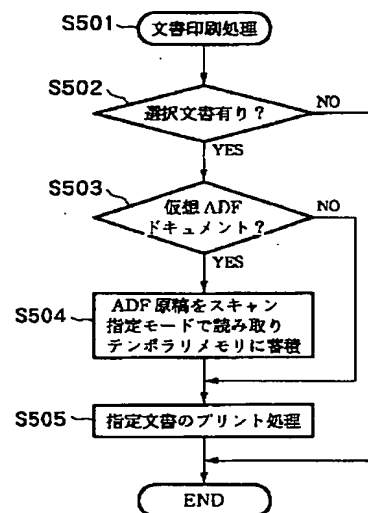 S501
文書印刷処理
S502
選択文書有り?
NO
YES
S503
仮想ADF
ドキュメント?
NO
YES
S504
ADF原稿をスキャン
指定モードで読み取り
テンポラリメモリに蓄積
S505
指定文書のプリント処理
END